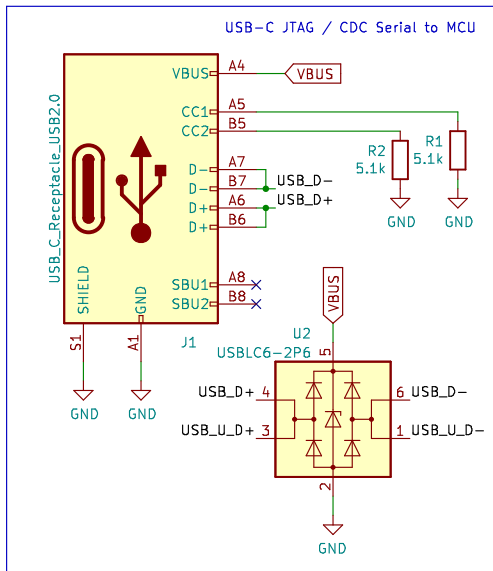 USB-C JTAG / CDC Serial to MCU
USB_C_Receptacle_USB2.0
VBUS
A4
VBUS
CC1
A5
CC2
B5
R2
5.1k
R1
5.1k
GND
GND
D-
A7
D-
B7
USB_D-
D+
A6
USB_D+
D+
B6
SBU1
A8
SBU2
B8
SHIELD
GND
S1
A1
J1
GND
GND
VBUS
U2
USBLC6-2P6
5
USB_D+
4
6
USB_D-
USB_U_D+
3
1
USB_U_D-
2
GND